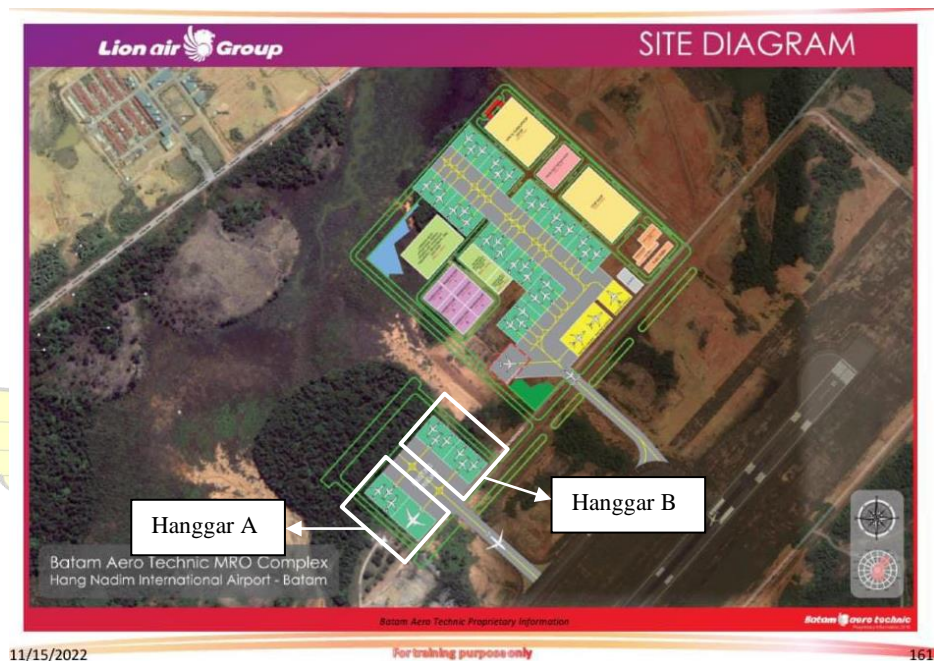 Lion air Group
SITE DIAGRAM
Hanggar B
Hanggar A
Batam Aero Technic MRO Complex
Hang Nadim International Airport - Batam
Batam Aero Technic Proprietary Information
Batam aero technic
11/15/2022
For training purpose only
161